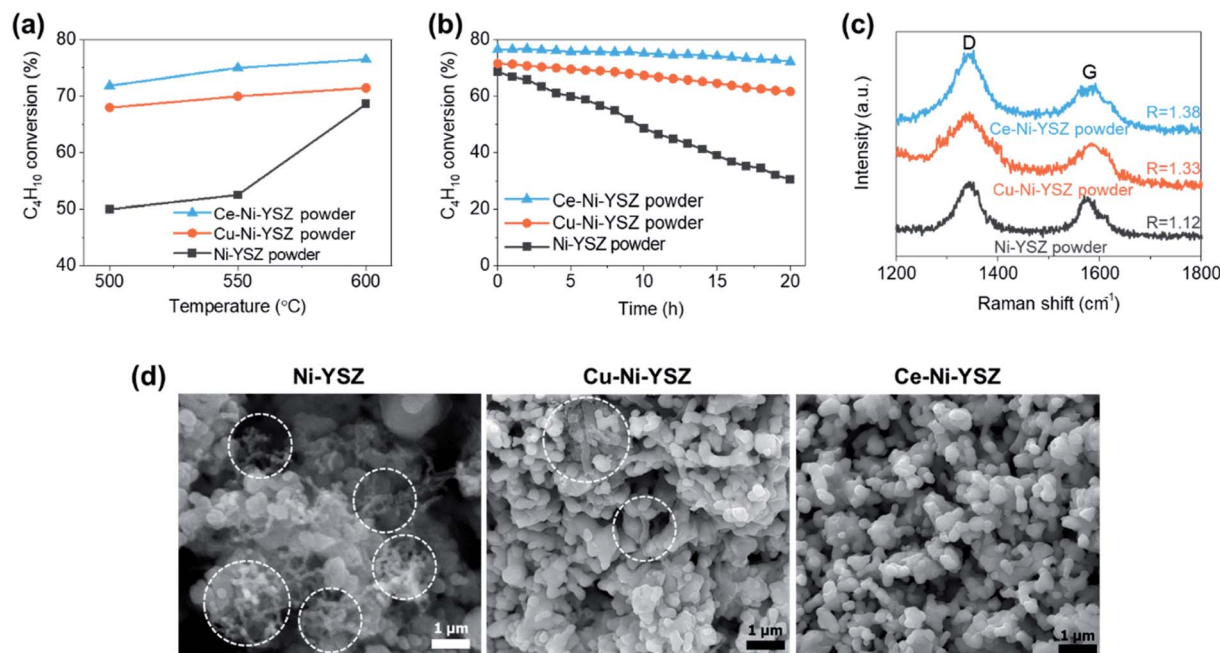 (a)
80
70
60
50
40
C₄H₁₀ conversion (%)
Ce-Ni-YSZ powder
Cu-Ni-YSZ powder
Ni-YSZ powder
500 550 600
Temperature (°C)
(b)
80
60
40
20
0
C₄H₁₀ conversion (%)
Ce-Ni-YSZ powder
Cu-Ni-YSZ powder
Ni-YSZ powder
0 5 10 15 20
Time (h)
(c)
Intensity (a.u.)
D
G
R=1.38
Ce-Ni-YSZ powder
R=1.33
Cu-Ni-YSZ powder
R=1.12
Ni-YSZ powder
1200 1400 1600 1800
Raman shift (cm⁻¹)
(d)
Ni-YSZ
Cu-Ni-YSZ
Ce-Ni-YSZ
1 μm
1 μm
1 μm